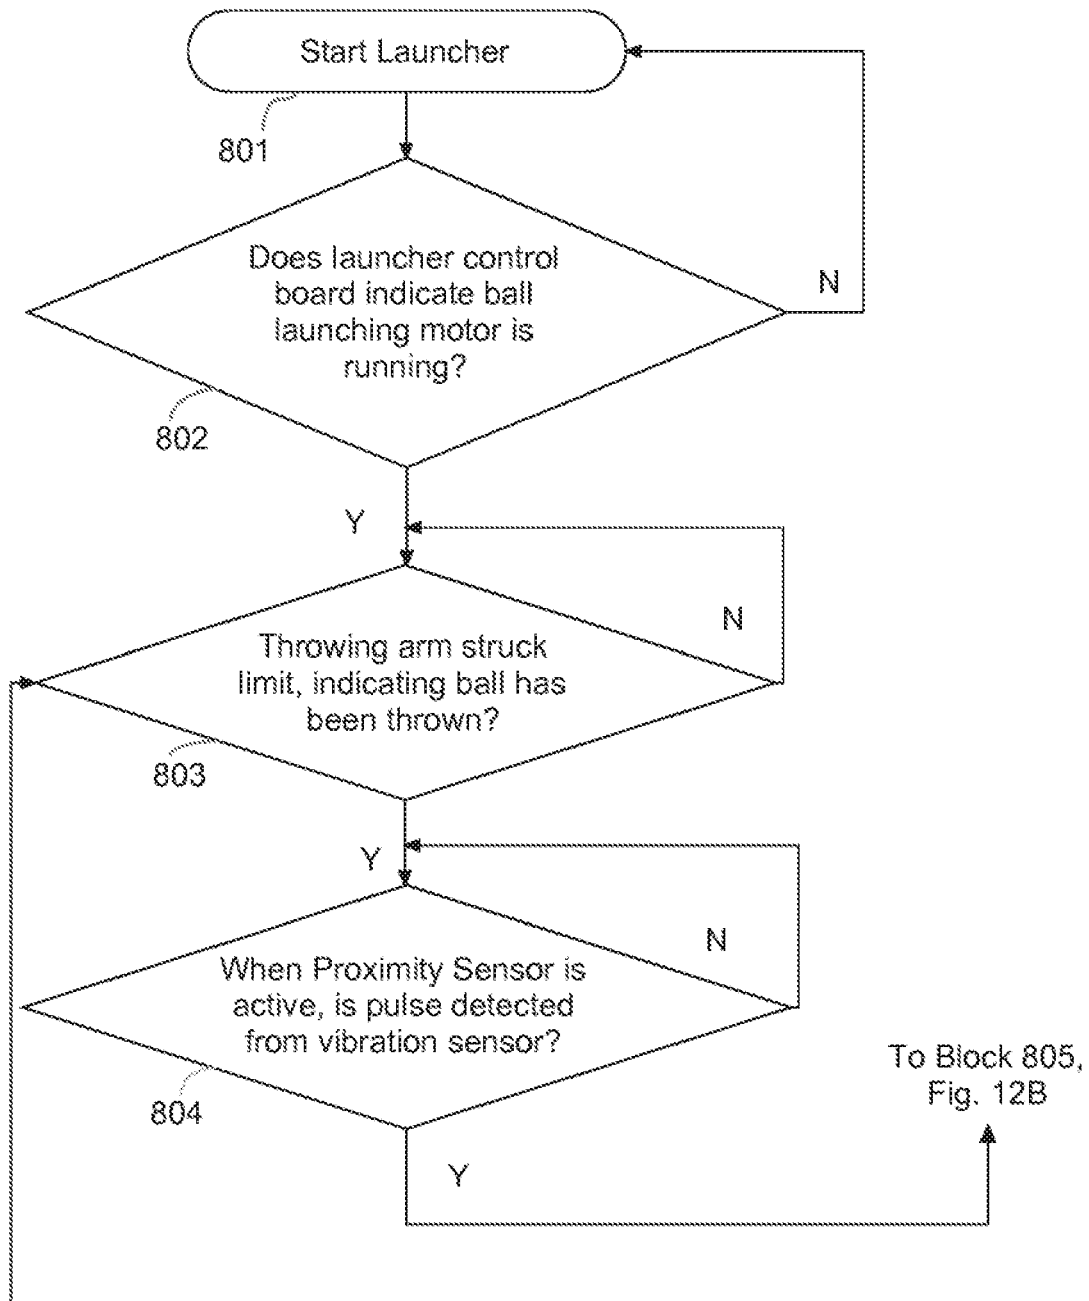 Start Launcher
801
Does launcher control
board indicate ball
launching motor is
running?
N
802
Y
Throwing arm struck
limit, indicating ball has
been thrown?
N
803
Y
When Proximity Sensor is
active, is pulse detected
from vibration sensor?
N
804
Y
To Block 805,
Fig. 12B